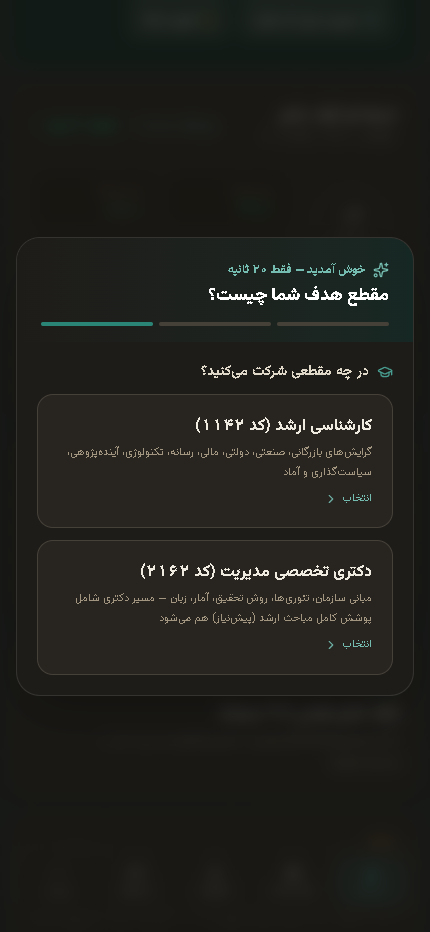 خوش آمدید — فقط ۲۰ ثانیه
مقطع هدف شما چیست؟
در چه مقطعی شرکت می‌کنید؟
کارشناسی ارشد (کد ۱۱۴۲)
گرایش‌های بازرگانی، صنعتی، دولتی، مالی، رسانه، تکنولوژی، آینده‌پژوهی،
سیاست‌گذاری و آماد
انتخاب
دکتری تخصصی مدیریت (کد ۲۱۶۲)
مبانی سازمان، تئوری‌ها، روش تحقیق، آمار، زبان — مسیر دکتری شامل
پوشش کامل مباحث ارشد (پیش‌نیاز) هم می‌شود
انتخاب